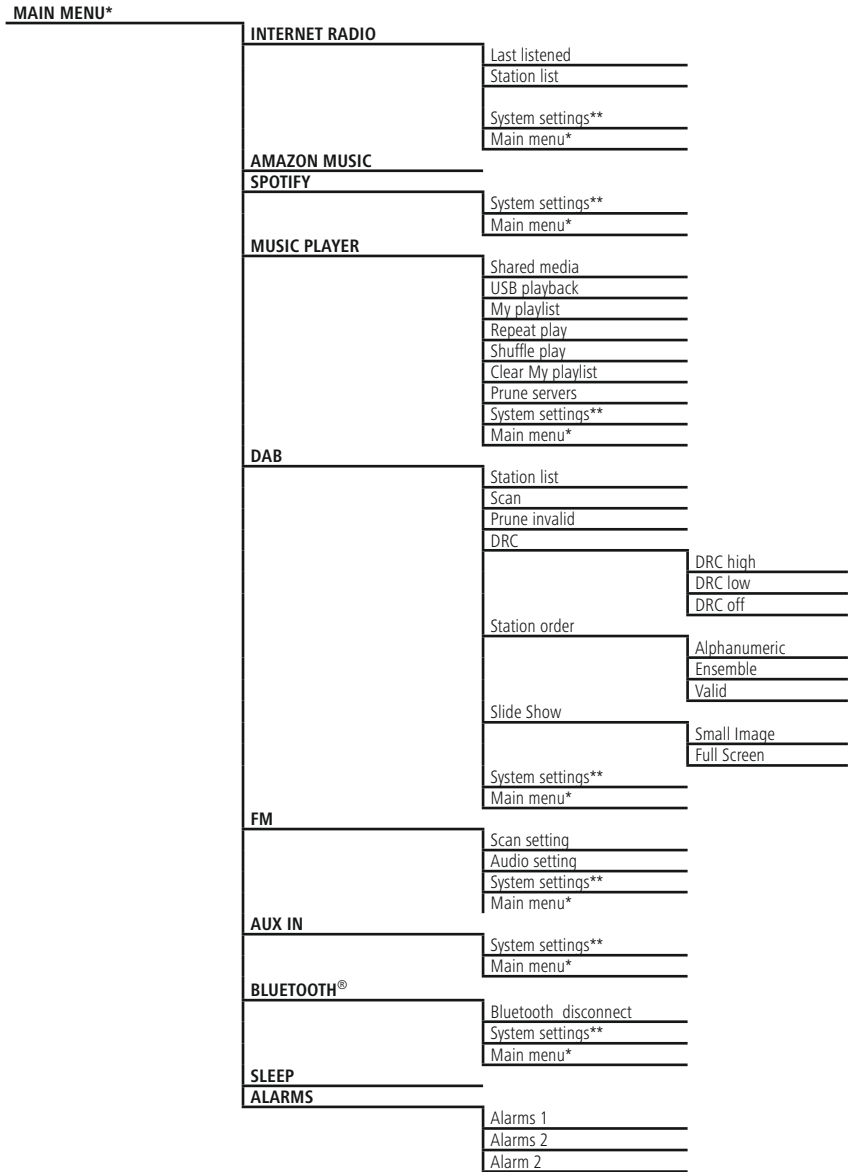 MAIN MENU*
INTERNET RADIO
Last listened
Station list
System settings**
Main menu*
AMAZON MUSIC
SPOTIFY
System settings**
Main menu*
MUSIC PLAYER
Shared media
USB playback
My playlist
Repeat play
Shuffle play
Clear My playlist
Prune servers
System settings**
Main menu*
DAB
Station list
Scan
Prune invalid
DRC
DRC high
DRC low
DRC off
Station order
Alphanumeric
Ensemble
Valid
Slide Show
Small Image
Full Screen
System settings**
Main menu*
FM
Scan setting
Audio setting
System settings**
Main menu*
AUX IN
System settings**
Main menu*
BLUETOOTH®
Bluetooth disconnect
System settings**
Main menu*
SLEEP
ALARMS
Alarms 1
Alarms 2
Alarm 2